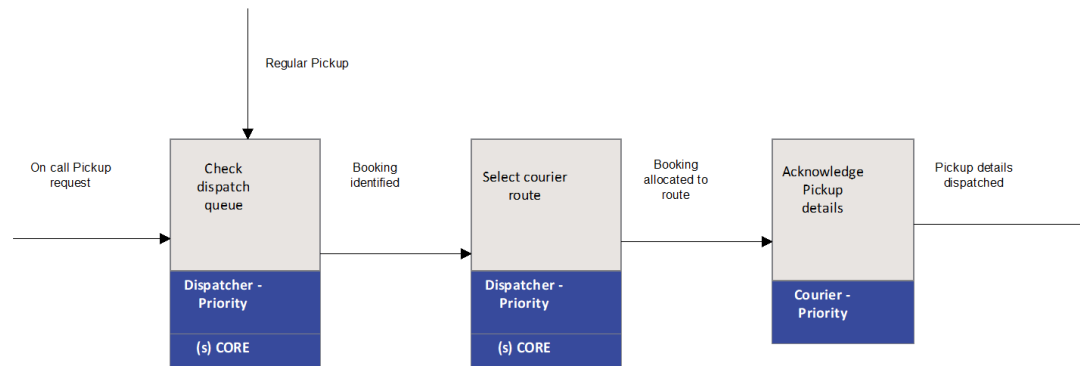 Regular Pickup
On call Pickup
request
Check
dispatch
queue
Dispatcher -
Priority
(s) CORE
Booking
identified
Select courier
route
Dispatcher -
Priority
(s) CORE
Booking
allocated to
route
Acknowledge
Pickup
details
Courier -
Priority
Pickup details
dispatched